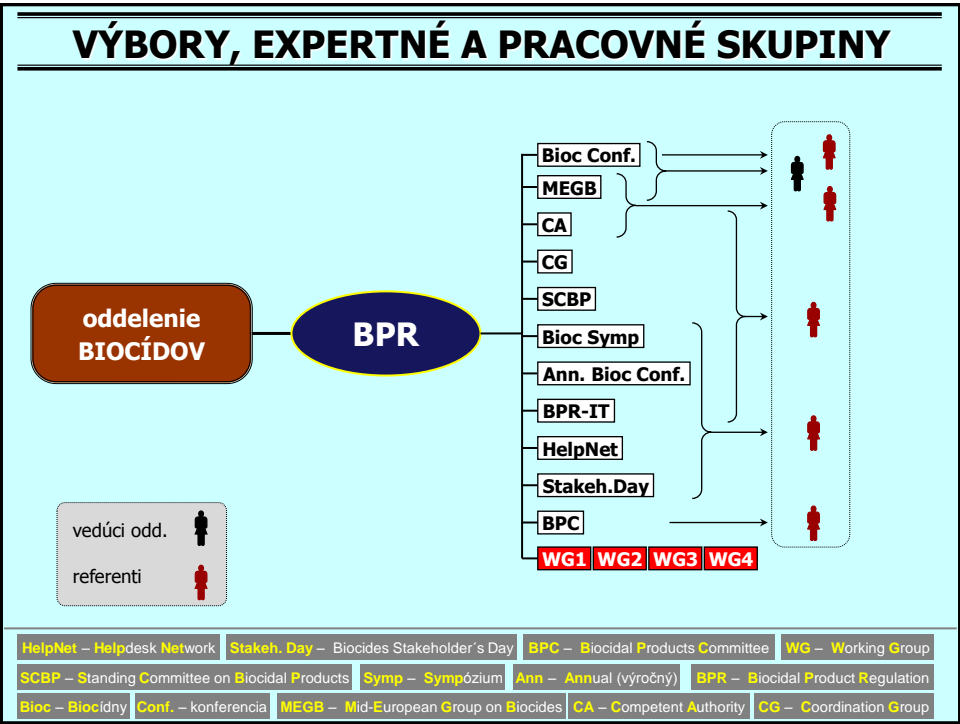 VÝBORY, EXPERTNÉ A PRACOVNÉ SKUPINY
oddelenie
BIOCÍDOV
BPR
Bioc Conf.
MEGB
CA
CG
SCBP
Bioc Symp
Ann. Bioc Conf.
BPR-IT
HelpNet
Stakeh.Day
BPC
WG1 WG2 WG3 WG4
vedúci odd.
referenti
HelpNet – Helpdesk Network Stakeh. Day – Biocides Stakeholder´s Day BPC – Biocidal Products Committee WG – Working Group
SCBP – Standing Committee on Biocidal Products Symp – Sympózium Ann – Annual (výročný) BPR – Biocidal Product Regulation
Bioc – Biocídny Conf. – konferencia MEGB – Mid-European Group on Biocides CA – Competent Authority CG – Coordination Group